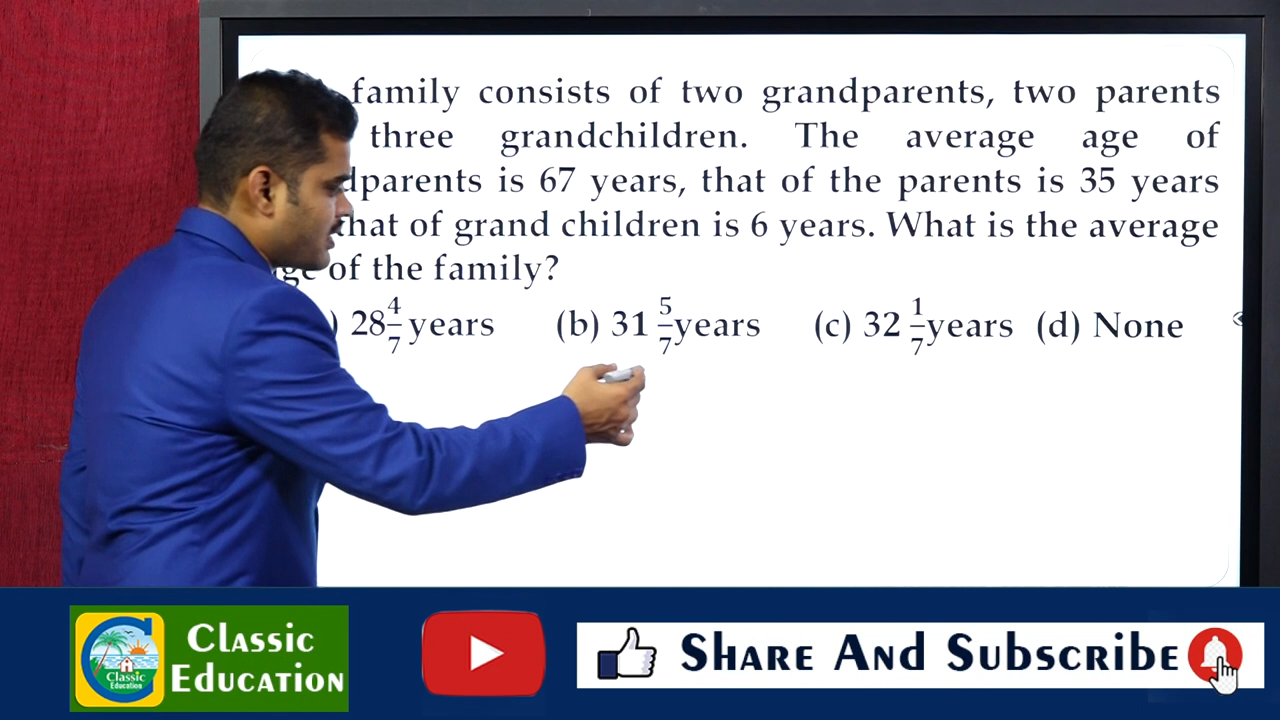 family consists of two grandparents, two parents
three grandchildren. The average age of
dparents is 67 years, that of the parents is 35 years
that of grand children is 6 years. What is the average
age of the family?
) 28 4/7 years (b) 31 5/7 years (c) 32 1/7 years (d) None
Classic
Education
Classic
Education
Share And Subscribe